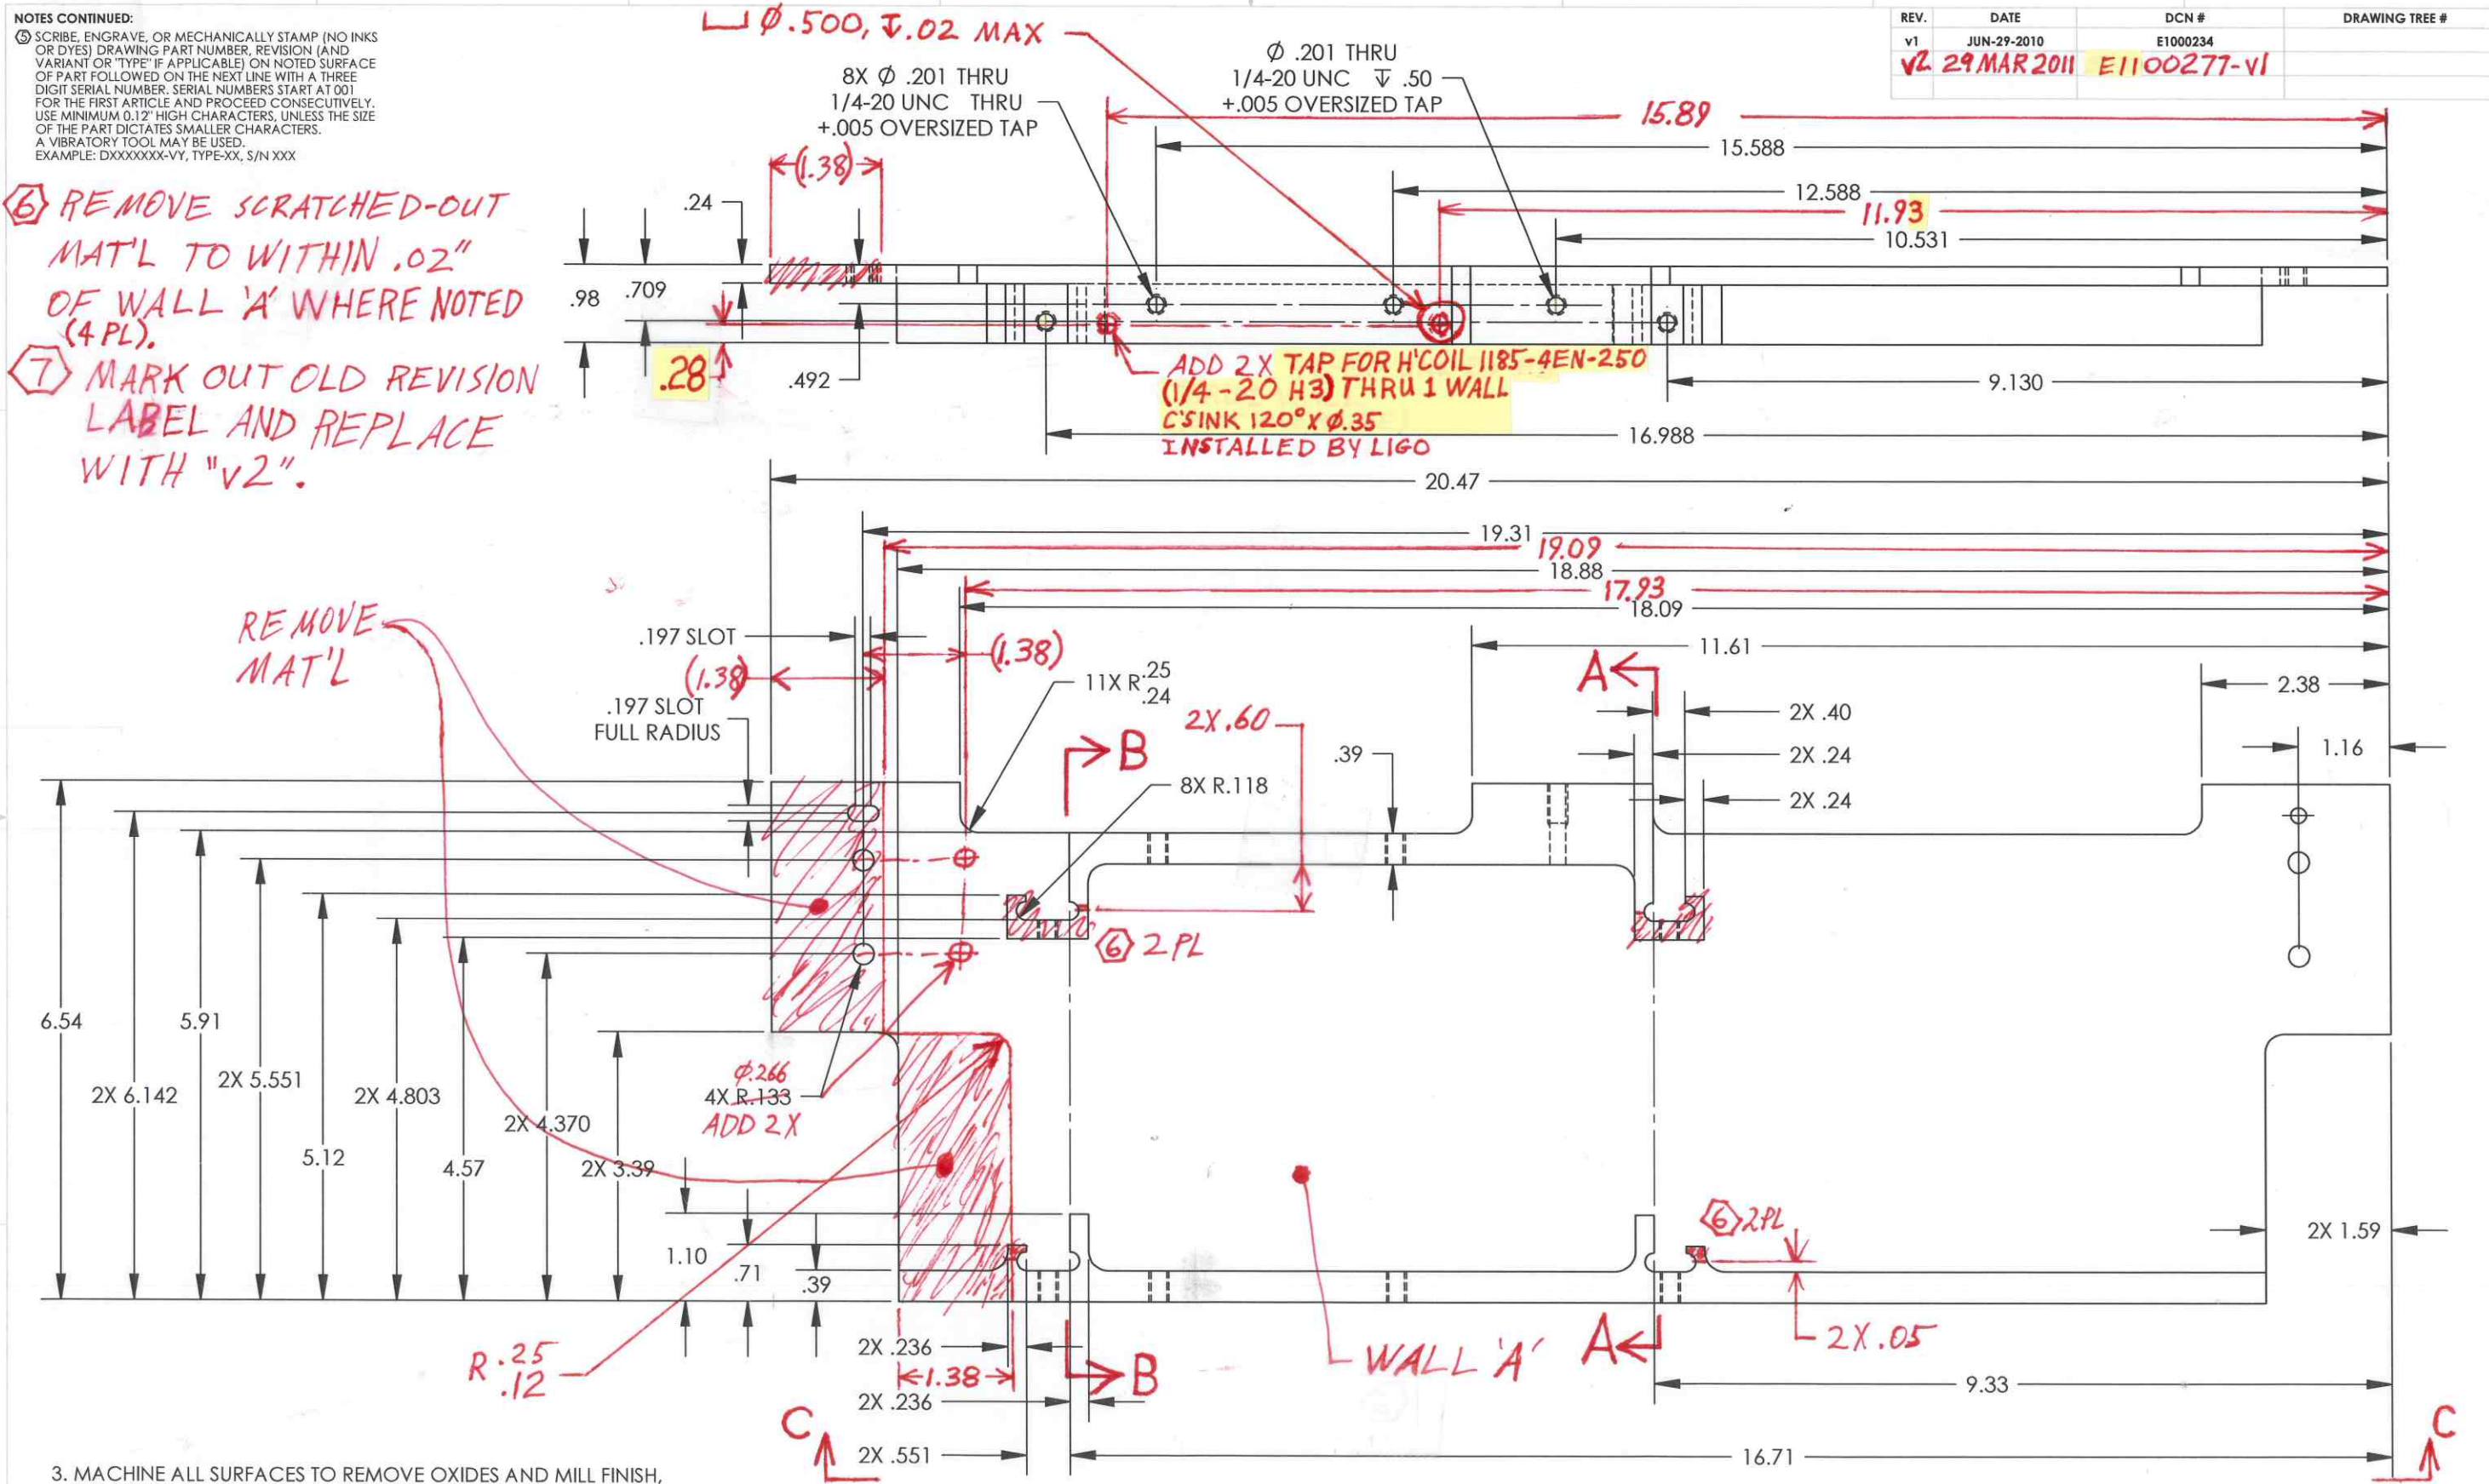 NOTES CONTINUED:
5 SCRIBE, ENGRAVE, OR MECHANICALLY STAMP (NO INKS
OR DYES) DRAWING PART NUMBER, REVISION (AND
VARIANT OR "TYPE" IF APPLICABLE) ON NOTED SURFACE
OF PART FOLLOWED ON THE NEXT LINE WITH A THREE
DIGIT SERIAL NUMBER. SERIAL NUMBERS START AT 001
FOR THE FIRST ARTICLE AND PROCEED CONSECUTIVELY.
USE MINIMUM 0.12" HIGH CHARACTERS, UNLESS THE SIZE
OF THE PART DICTATES SMALLER CHARACTERS.
A VIBRATORY TOOL MAY BE USED.
EXAMPLE: DXXXXXXX-VY, TYPE-XX, S/N XXX
REV. DATE DCN # DRAWING TREE #
v1 JUN-29-2010 E1000234
v2 29 MAR 2011 E1100277-v1
⌴ Ø.500, ↧.02 MAX
8X Ø .201 THRU
1/4-20 UNC THRU
+.005 OVERSIZED TAP
Ø .201 THRU
1/4-20 UNC ↧ .50
+.005 OVERSIZED TAP
15.89
15.588
12.588
11.93
10.531
(1.38)
.24
.98
.709
.28
.492
6 REMOVE SCRATCHED-OUT
MAT'L TO WITHIN .02"
OF WALL 'A' WHERE NOTED
(4 PL).
7 MARK OUT OLD REVISION
LABEL AND REPLACE
WITH "v2".
ADD 2X TAP FOR H'COIL 1185-4EN-250
(1/4-20 H3) THRU 1 WALL
C'SINK 120° X Ø.35
INSTALLED BY LIGO
9.130
16.988
20.47
19.31
19.09
18.88
17.93
18.09
REMOVE
MAT'L
.197 SLOT
(1.38)
(1.38)
.197 SLOT
FULL RADIUS
11X R.25
.24
2X .60
11.61
A
2.38
2X .40
B
.39
2X .24
1.16
8X R.118
2X .24
6 2 PL
6.54
5.91
2X 6.142
2X 5.551
2X 4.803
2X 4.370
5.12
4.57
2X 3.39
Ø.266
4X R.133
ADD 2X
1.10
.71
.39
6 2PL
2X 1.59
2X .236
R .25
.12
1.38
B
WALL 'A'
A
2X .05
2X .236
9.33
C
2X .551
16.71
C
3. MACHINE ALL SURFACES TO REMOVE OXIDES AND MILL FINISH,